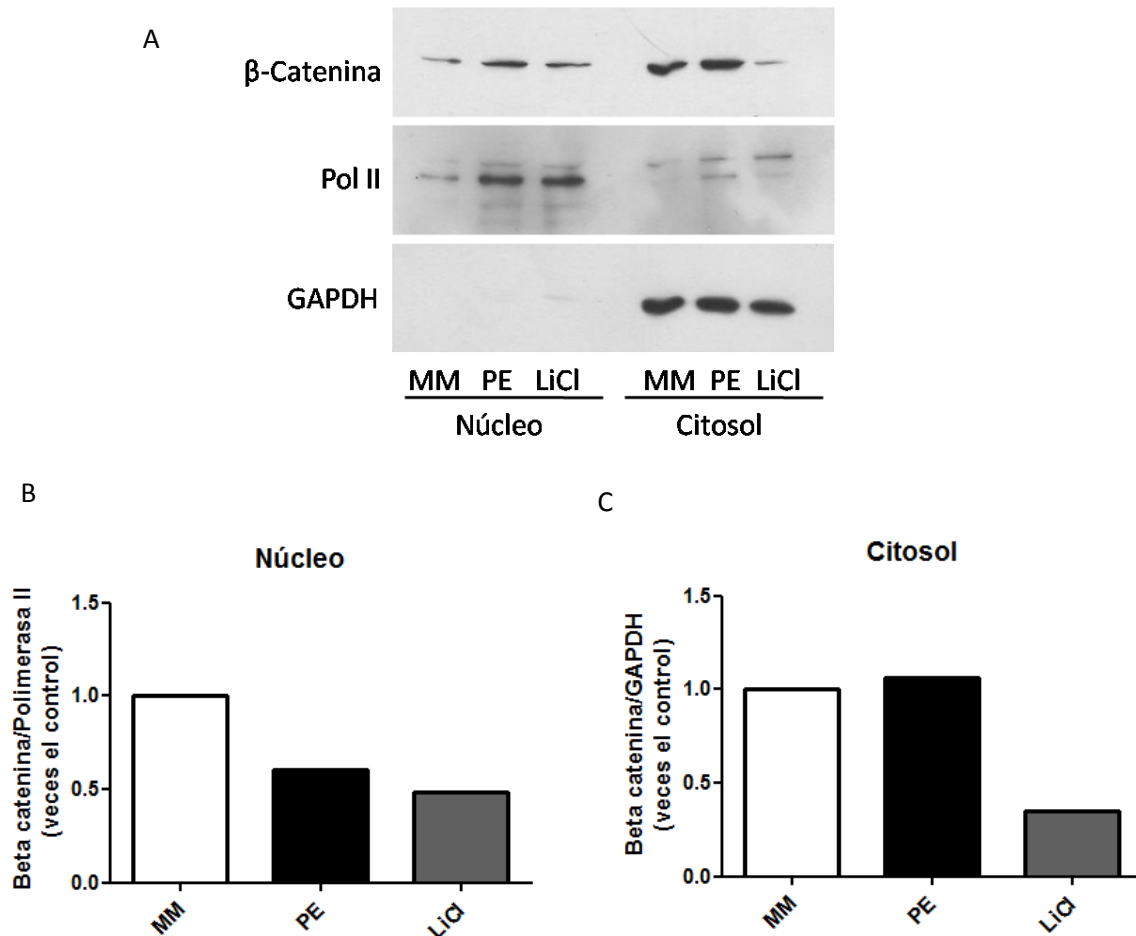 A
β-Catenina
Pol II
GAPDH
MM PE LiCl MM PE LiCl
Núcleo Citosol
B
Núcleo
Beta catenina/Polimerasa II
(veces el control)
1.5
1.0
0.5
0.0
MM PE LiCl
C
Citosol
Beta catenina/GAPDH
(veces el control)
1.5
1.0
0.5
0.0
MM PE LiCl